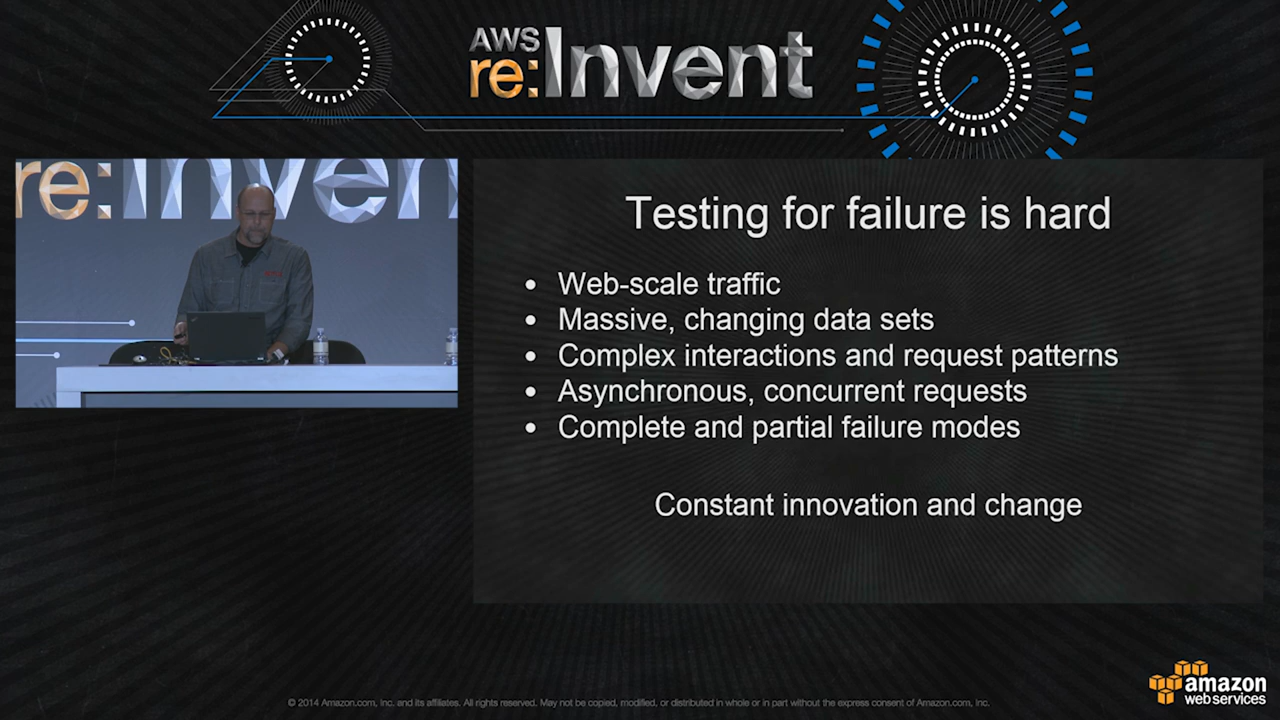 AWS
re:Invent
re:Inven
Testing for failure is hard
• Web-scale traffic
• Massive, changing data sets
• Complex interactions and request patterns
• Asynchronous, concurrent requests
• Complete and partial failure modes
Constant innovation and change
© 2014 Amazon.com, Inc. and its affiliates. All rights reserved. May not be copied, modified, or distributed in whole or in part without the express consent of Amazon.com, Inc.
amazon
web services